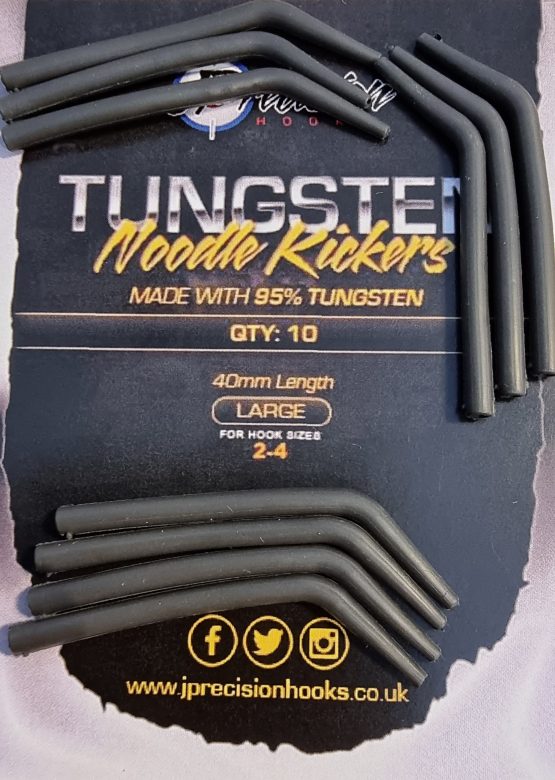 HOOK
TUNGSTEN
Noodle Kickers
MADE WITH 95% TUNGSTEN
QTY: 10
40mm Length
LARGE
FOR HOOK SIZES
2-4
www.jprecisionhooks.co.uk